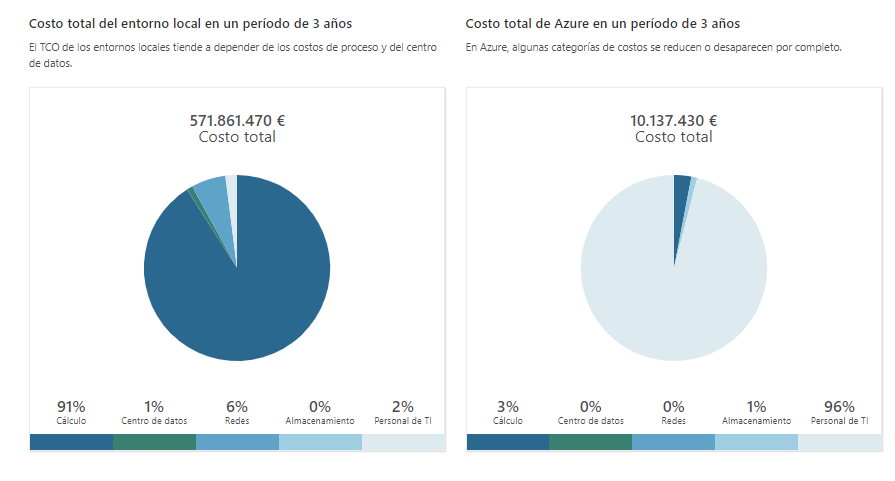 Costo total del entorno local en un período de 3 años
El TCO de los entornos locales tiende a depender de los costos de proceso y del centro
de datos.
571.861.470 €
Costo total
91%
Cálculo
1%
Centro de datos
6%
Redes
0%
Almacenamiento
2%
Personal de TI
Costo total de Azure en un período de 3 años
En Azure, algunas categorías de costos se reducen o desaparecen por completo.
10.137.430 €
Costo total
3%
Cálculo
0%
Centro de datos
0%
Redes
1%
Almacenamiento
96%
Personal de TI